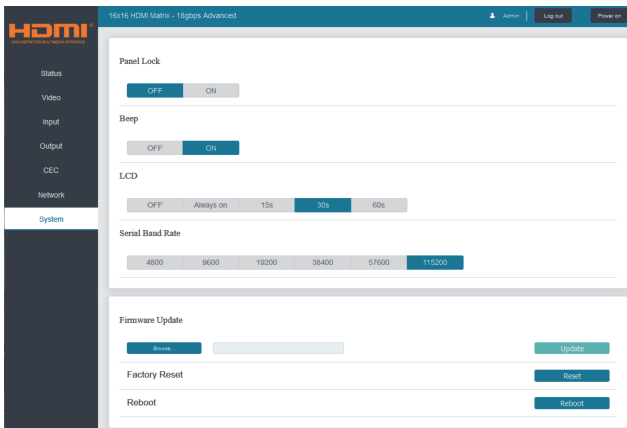 HDMI
HIGH-DEFINITION MULTIMEDIA INTERFACE
16x16 HDMI Matrix - 18gbps Advanced
Admin
Log out
Power on
Status
Video
Input
Output
CEC
Network
System
Panel Lock
OFF ON
Beep
OFF ON
LCD
OFF Always on 15s 30s 60s
Serial Baud Rate
4800 9600 19200 38400 57600 115200
Firmware Update
Browse... Update
Factory Reset Reset
Reboot Reboot